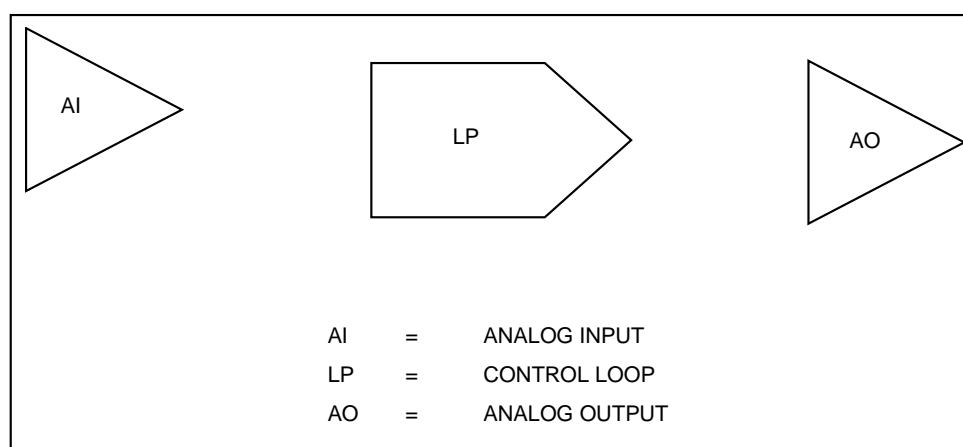 AI
LP
AO
AI = ANALOG INPUT
LP = CONTROL LOOP
AO = ANALOG OUTPUT